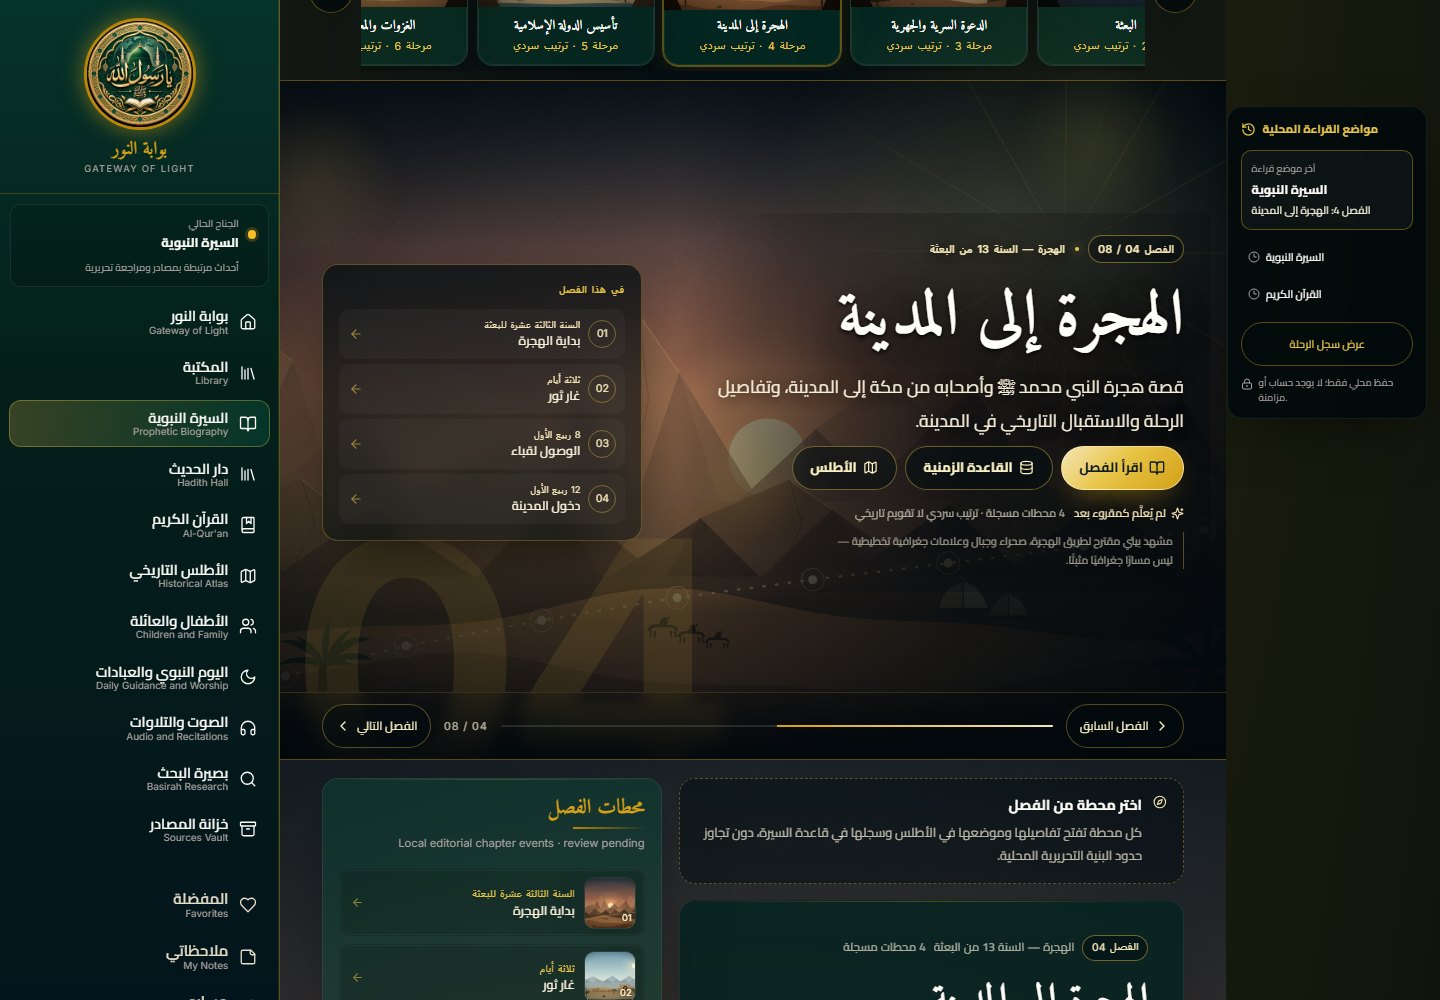 يا رسول الله
بوابة النور
GATEWAY OF LIGHT
الجناح الحالي
السيرة النبوية
أحداث مرتبطة بمصادر ومراجعة تحريرية
بوابة النور
Gateway of Light
المكتبة
Library
السيرة النبوية
Prophetic Biography
دار الحديث
Hadith Hall
القرآن الكريم
Al-Qur'an
الأطلس التاريخي
Historical Atlas
الأطفال والعائلة
Children and Family
اليوم النبوي والعبادات
Daily Guidance and Worship
الصوت والتلاوات
Audio and Recitations
بصيرة البحث
Basirah Research
خزانة المصادر
Sources Vault
المفضلة
Favorites
ملاحظاتي
My Notes
البعثة
ترتيب سردي
الدعوة السرية والجهرية
مرحلة 3 · ترتيب سردي
الهجرة إلى المدينة
مرحلة 4 · ترتيب سردي
تأسيس الدولة الإسلامية
مرحلة 5 · ترتيب سردي
الغزوات
مرحلة 6
الفصل 04 / 08 • الهجرة — السنة 13 من البعثة
الهجرة إلى المدينة
قصة هجرة النبي محمد ﷺ وأصحابه من مكة إلى المدينة، وتفاصيل
الرحلة والاستقبال التاريخي في المدينة.
اقرأ الفصل
القاعدة الزمنية
الأطلس
لم يُعلَّم كمقروء بعد 4 محطات مسجلة · ترتيب سردي لا تقويم تاريخي
مشهد بيئي مقترح لطريق الهجرة، صحراء وجبال وعلامات جغرافية تخطيطية —
ليس مسارًا جغرافيًا مثبتًا.
في هذا الفصل
01
السنة الثالثة عشرة للبعثة
بداية الهجرة
02
ثلاثة أيام
غار ثور
03
8 ربيع الأول
الوصول لقباء
04
12 ربيع الأول
دخول المدينة
04
الفصل السابق
08 / 04
الفصل التالي
اختر محطة من الفصل
كل محطة تفتح تفاصيلها وموضعها في الأطلس وسجلها في قاعدة السيرة، دون تجاوز
حدود البنية التحريرية المحلية.
الفصل 04 الهجرة — السنة 13 من البعثة 4 محطات مسجلة
الهجرة إلى المدينة
محطات الفصل
Local editorial chapter events · review pending
السنة الثالثة عشرة للبعثة
بداية الهجرة
01
ثلاثة أيام
غار ثور
02
مواضع القراءة المحلية
آخر موضع قراءة
السيرة النبوية
الفصل 4: الهجرة إلى المدينة
السيرة النبوية
القرآن الكريم
عرض سجل الرحلة
حفظ محلي فقط؛ لا يوجد حساب أو
مزامنة.